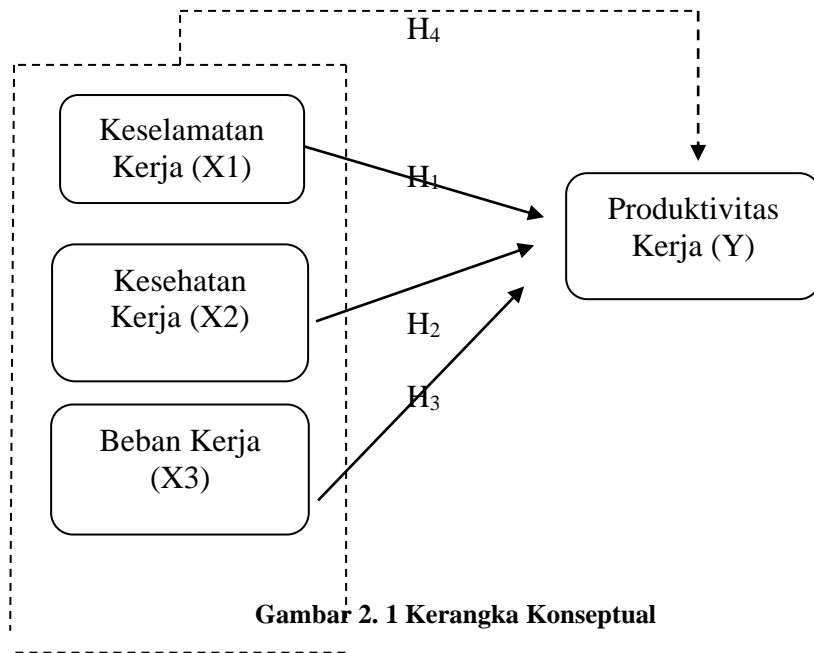 H₄
Keselamatan
Kerja (X1)
H₁
Produktivitas
Kerja (Y)
Kesehatan
Kerja (X2)
H₂
H₃
Beban Kerja
(X3)
Gambar 2. 1 Kerangka Konseptual